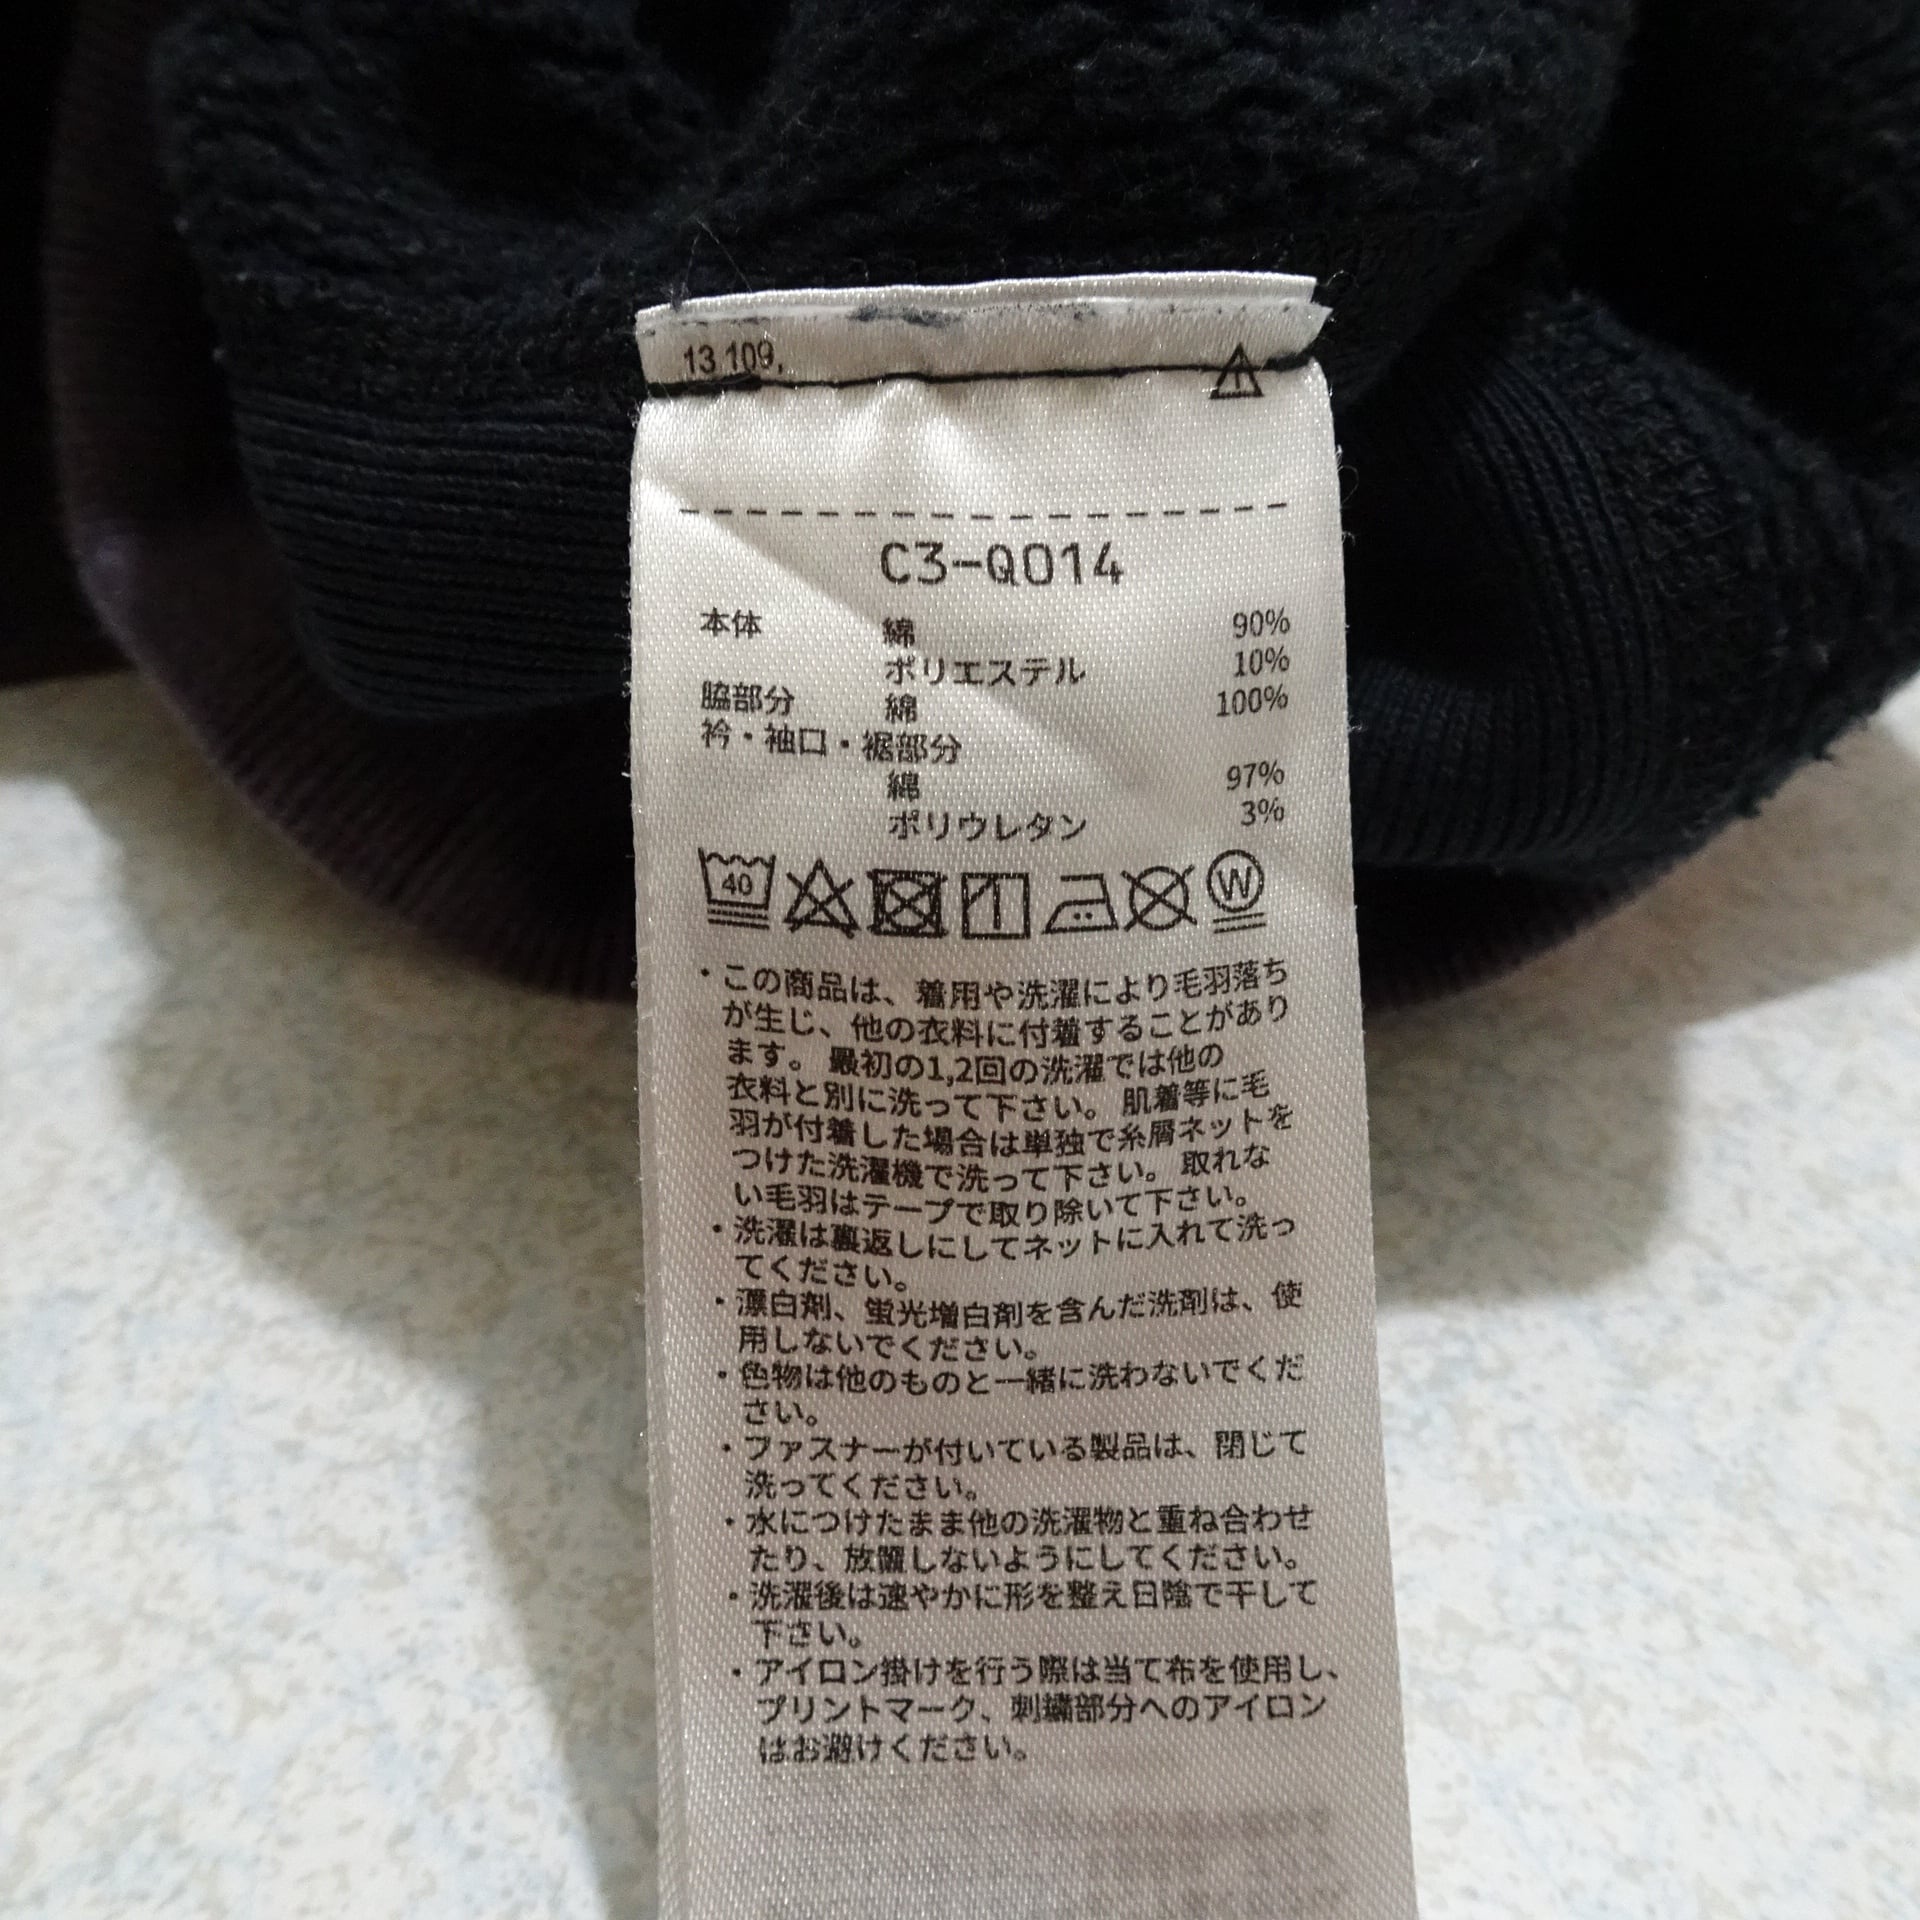 13 109,
C3-Q014
本体 綿 90%
ポリエステル 10%
脇部分 綿 100%
衿・袖口・裾部分
綿 97%
ポリウレタン 3%
40
W
・この商品は、着用や洗濯により毛羽落ち
が生じ、他の衣料に付着することがあり
ます。最初の1,2回の洗濯では他の
衣料と別に洗って下さい。肌着等に毛
羽が付着した場合は単独で糸屑ネットを
つけた洗濯機で洗って下さい。取れな
い毛羽はテープで取り除いて下さい。
・洗濯は裏返しにしてネットに入れて洗っ
てください。
・漂白剤、蛍光増白剤を含んだ洗剤は、使
用しないでください。
・色物は他のものと一緒に洗わないでくだ
さい。
・ファスナーが付いている製品は、閉じて
洗ってください。
・水につけたまま他の洗濯物と重ね合わせ
たり、放置しないようにしてください。
・洗濯後は速やかに形を整え日陰で干して
下さい。
・アイロン掛けを行う際は当て布を使用し、
プリントマーク、刺繍部分へのアイロン
はお避けください。